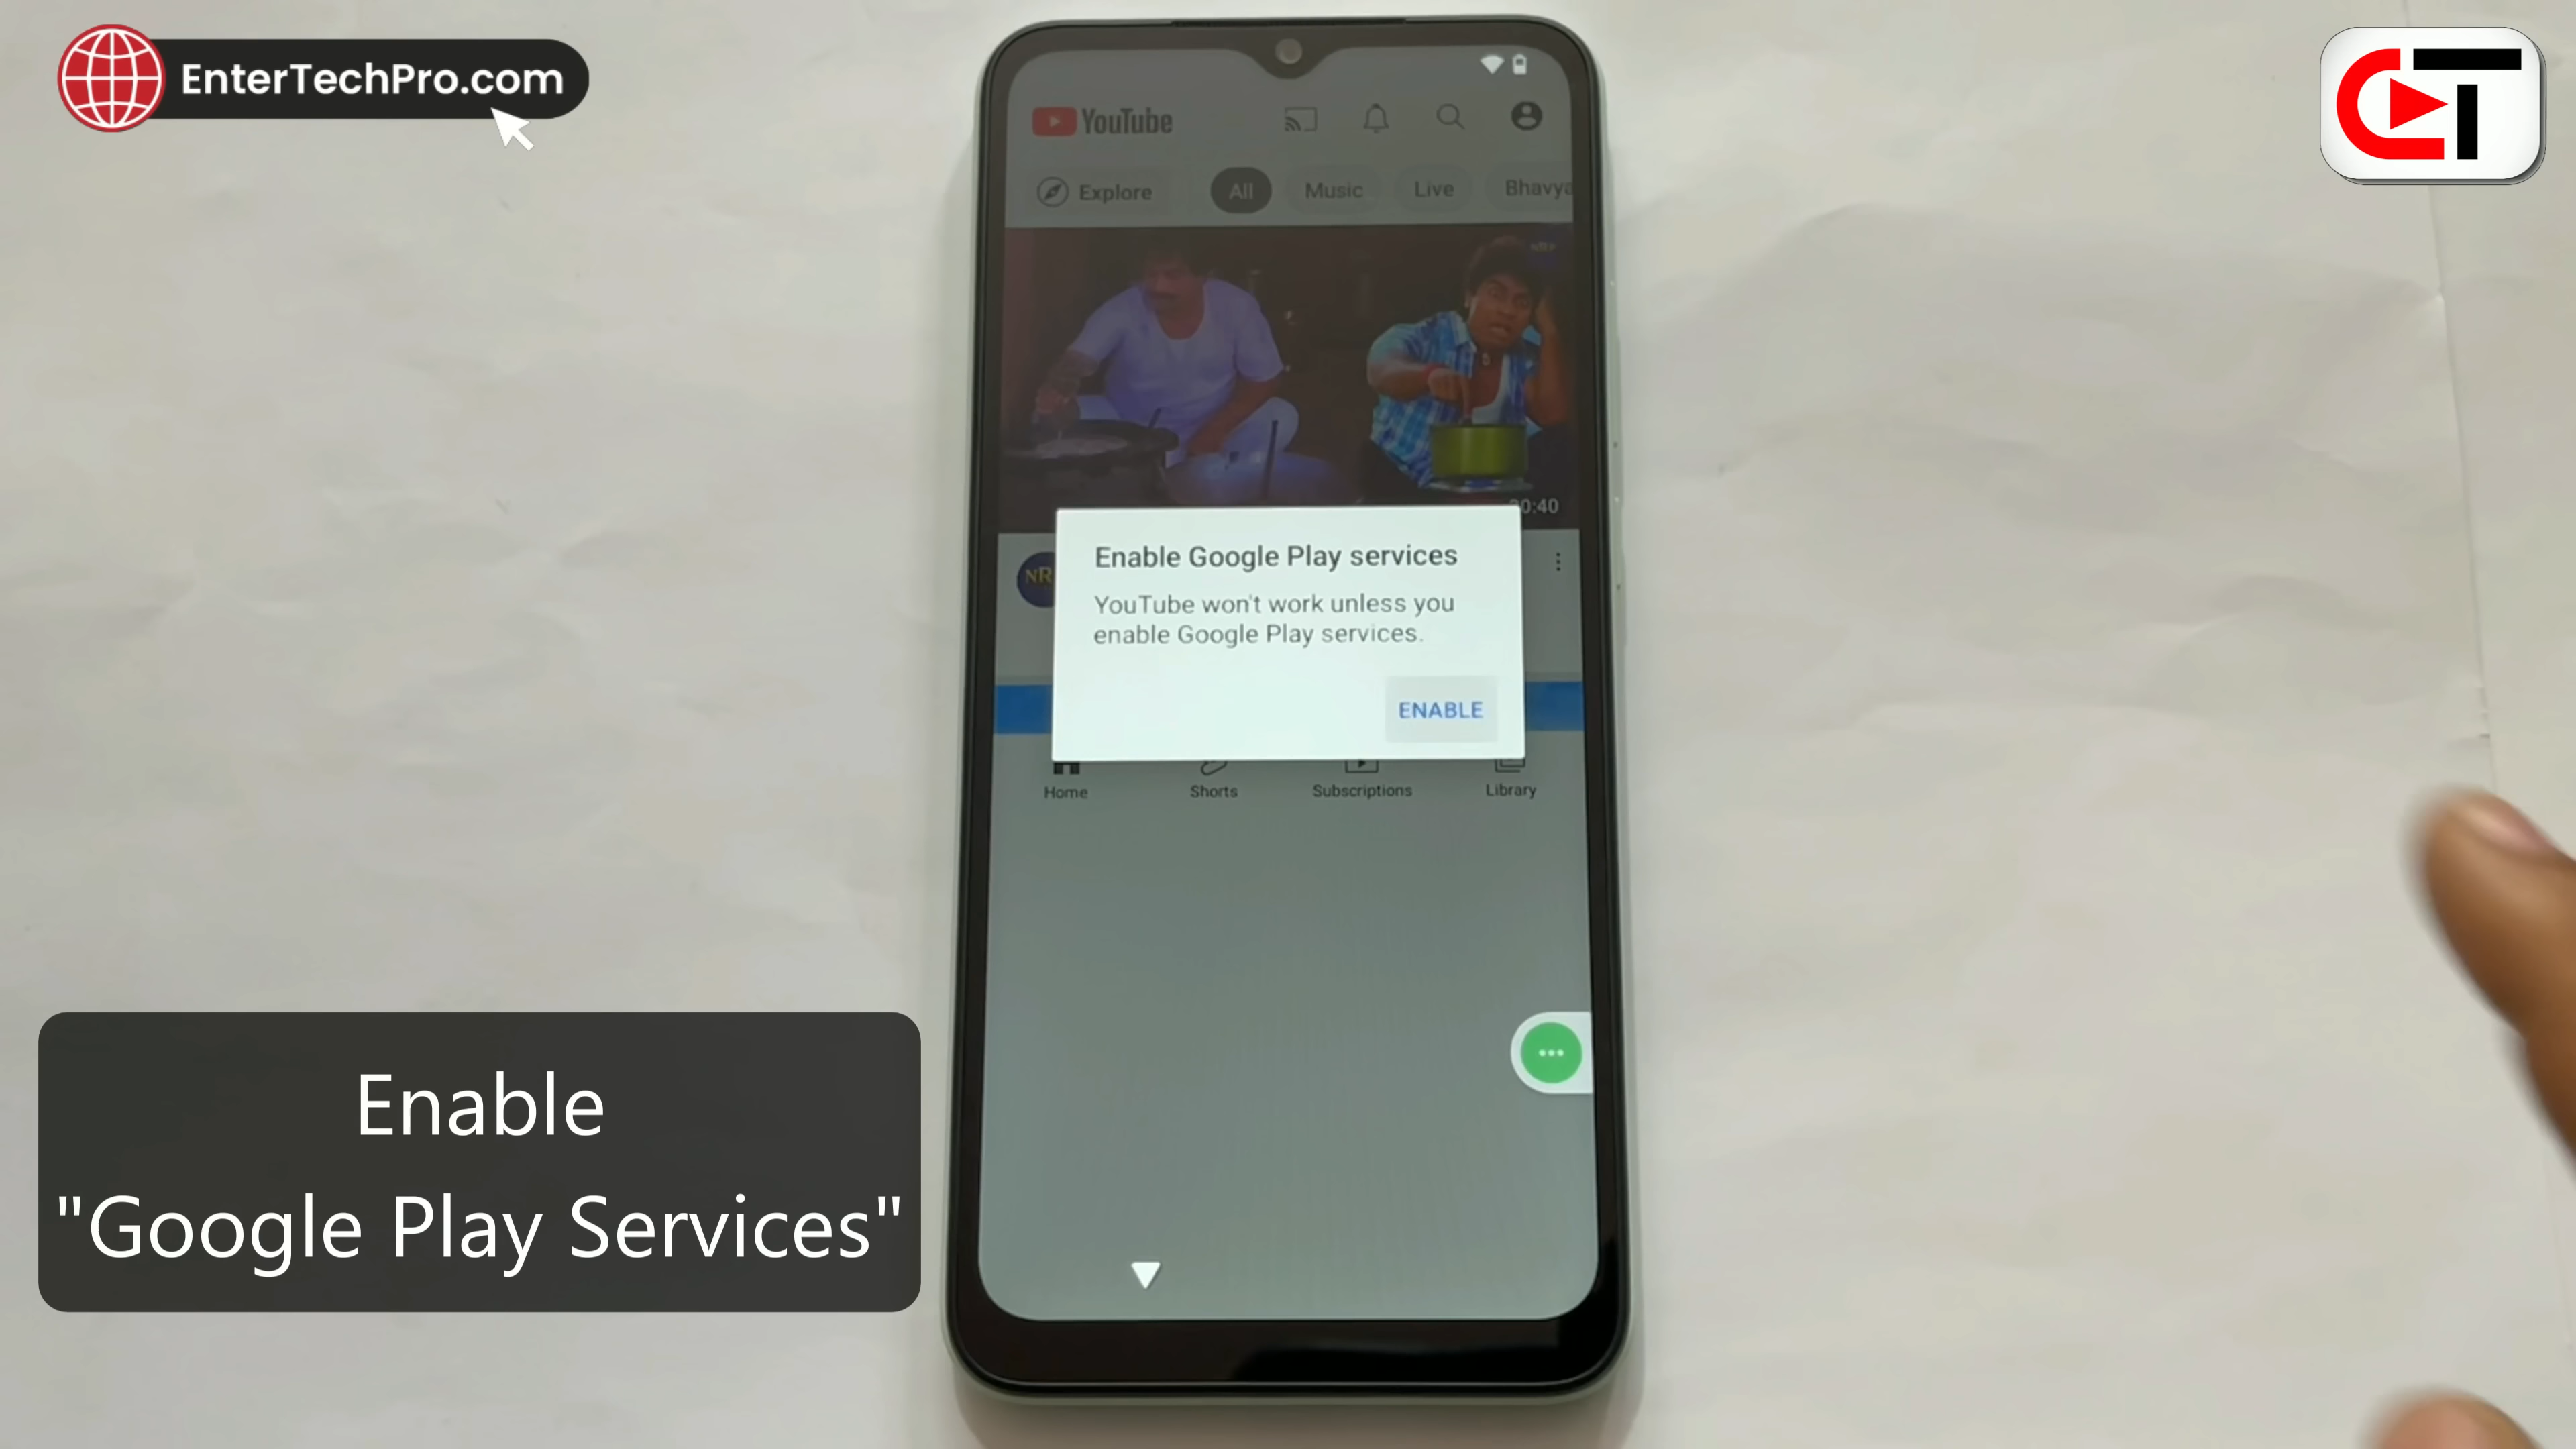 EnterTechPro.com
YouTube
Explore
All
Music
Live
Bhavya
0:40
Enable Google Play services
YouTube won't work unless you
enable Google Play services.
ENABLE
Home
Shorts
Subscriptions
Library
Enable
"Google Play Services"